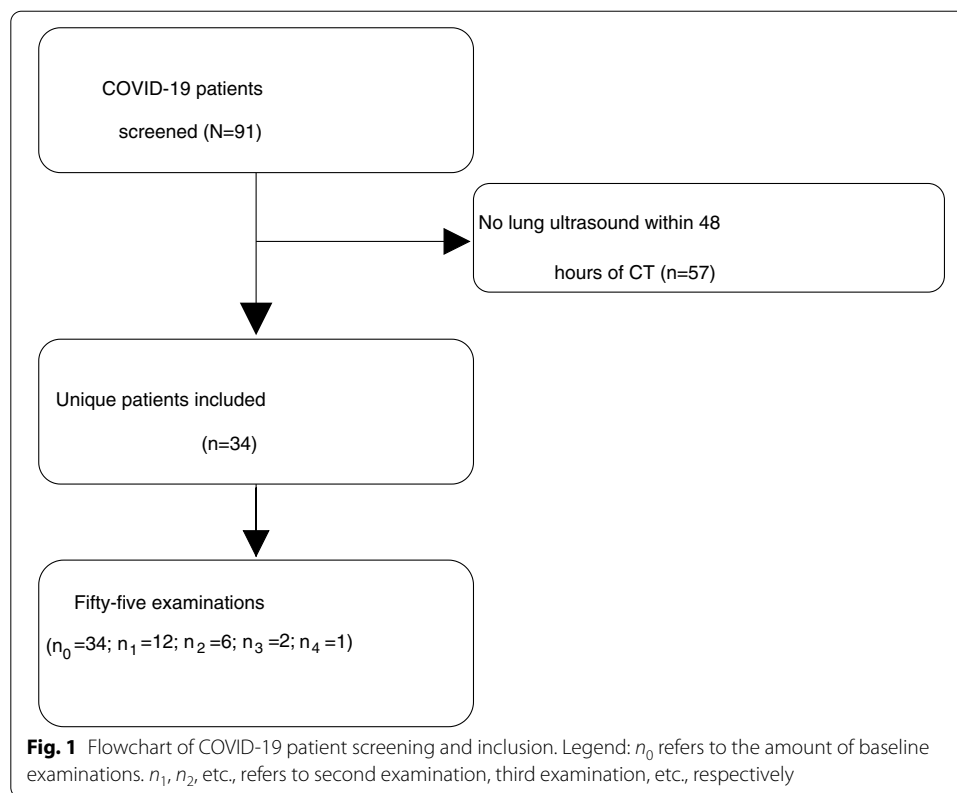 COVID-19 patients
screened (N=91)
No lung ultrasound within 48
hours of CT (n=57)
Unique patients included
(n=34)
Fifty-five examinations
(n₀ =34; n₁ =12; n₂ =6; n₃ =2; n₄ =1)
Fig. 1 Flowchart of COVID-19 patient screening and inclusion. Legend: n₀ refers to the amount of baseline
examinations. n₁, n₂, etc., refers to second examination, third examination, etc., respectively